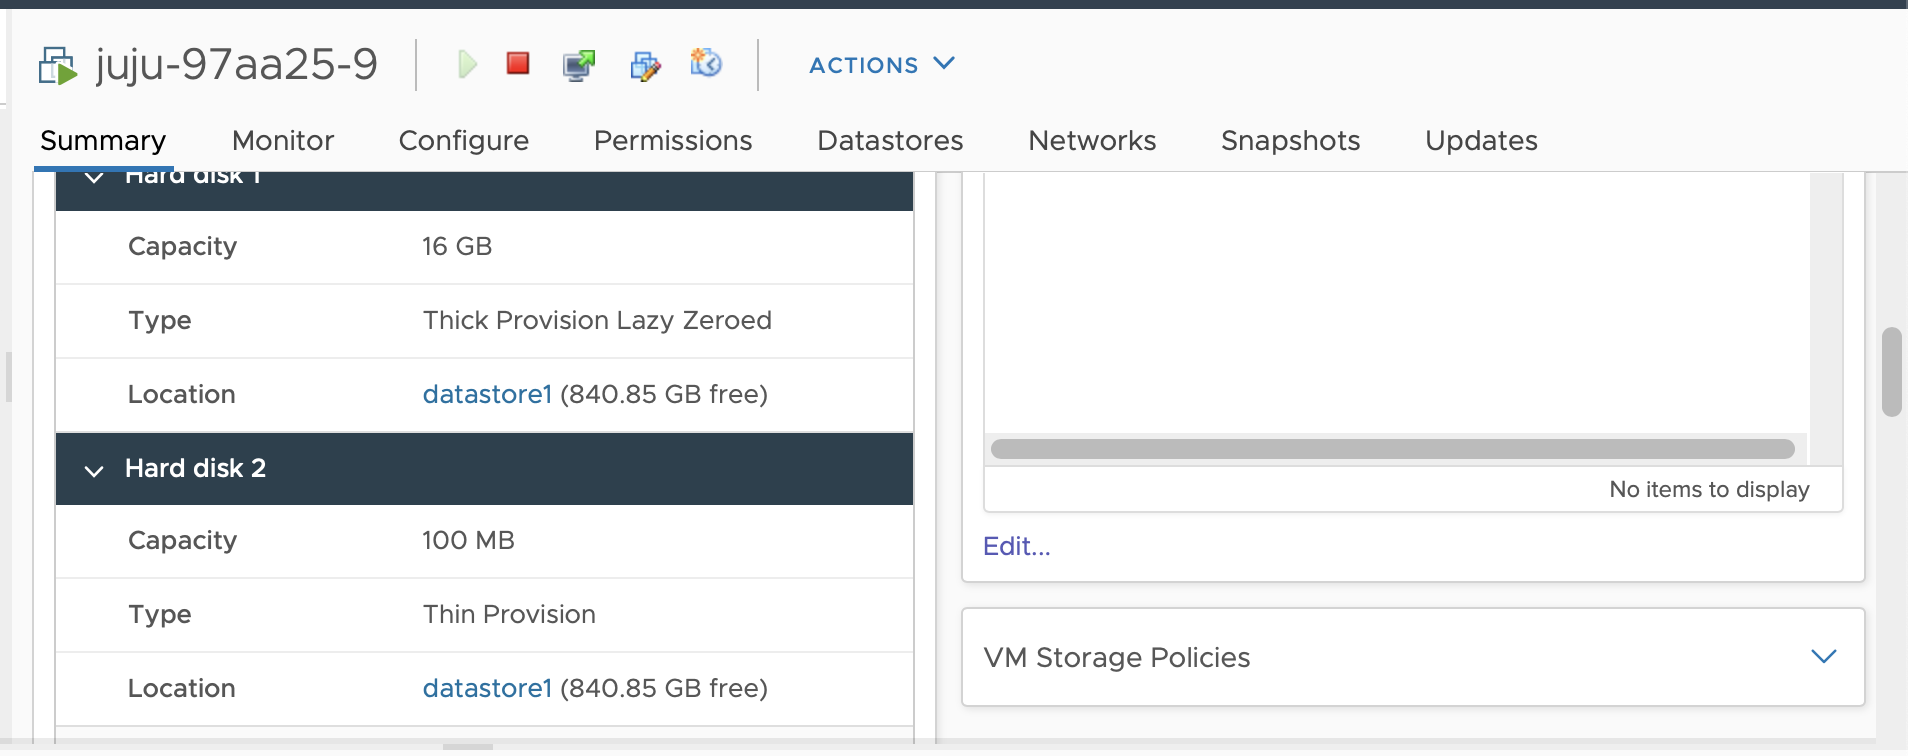 juju-97aa25-9
ACTIONS
Summary Monitor Configure Permissions Datastores Networks Snapshots Updates
Hard disk 1
Capacity 16 GB
Type Thick Provision Lazy Zeroed
Location datastore1 (840.85 GB free)
Hard disk 2
Capacity 100 MB
Type Thin Provision
Location datastore1 (840.85 GB free)
No items to display
Edit...
VM Storage Policies